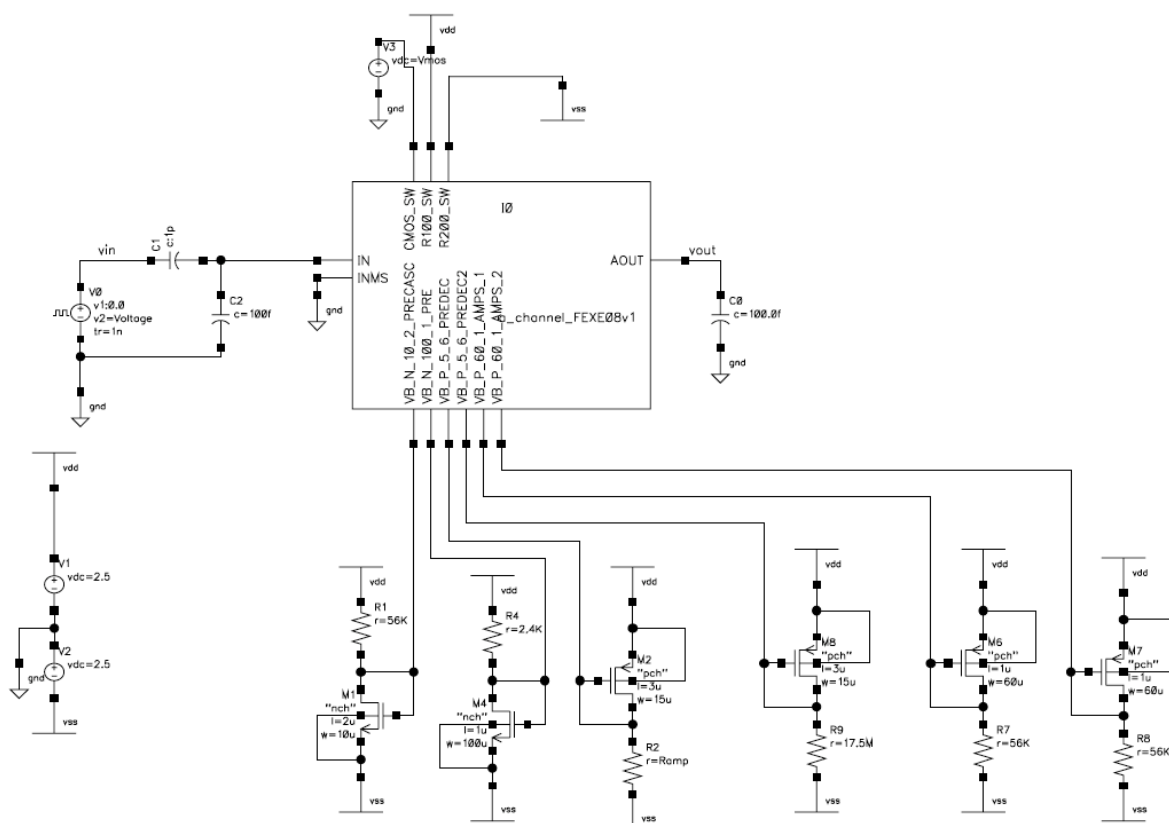 vdd
V3
vdc=Vmos
gnd
vss
CMOS_SW
R100_SW
R200_SW
I0
vin
C1
c:1p
IN
INMS
AOUT
vout
V0
v1:0.0
v2=Voltage
tr=1n
C2
c=100f
gnd
C0
c=100.0f
VB_N_10_2_PRECASC
VB_N_100_1_PRE
VB_P_5_6_PREDEC
VB_P_5_6_PREDEC2
VB_P_60_1_AMPS_1
VB_P_60_1_AMPS_2
_channel_FEXE08v1
gnd
gnd
vdd
V1
vdc=2.5
V2
vdc=2.5
gnd
vss
vdd
R1
r=56K
M1
"nch"
l=2u
w=10u
vss
vdd
R4
r=2.4K
M4
"nch"
l=1u
w=100u
vss
vdd
M2
"pch"
l=3u
w=15u
R2
r=Ramp
vss
vdd
M8
"pch"
l=3u
w=15u
R9
r=17.5M
vss
vdd
M6
"pch"
l=1u
w=60u
R7
r=56K
vss
vdd
M7
"pch"
l=1u
w=60u
R8
r=56K
vss